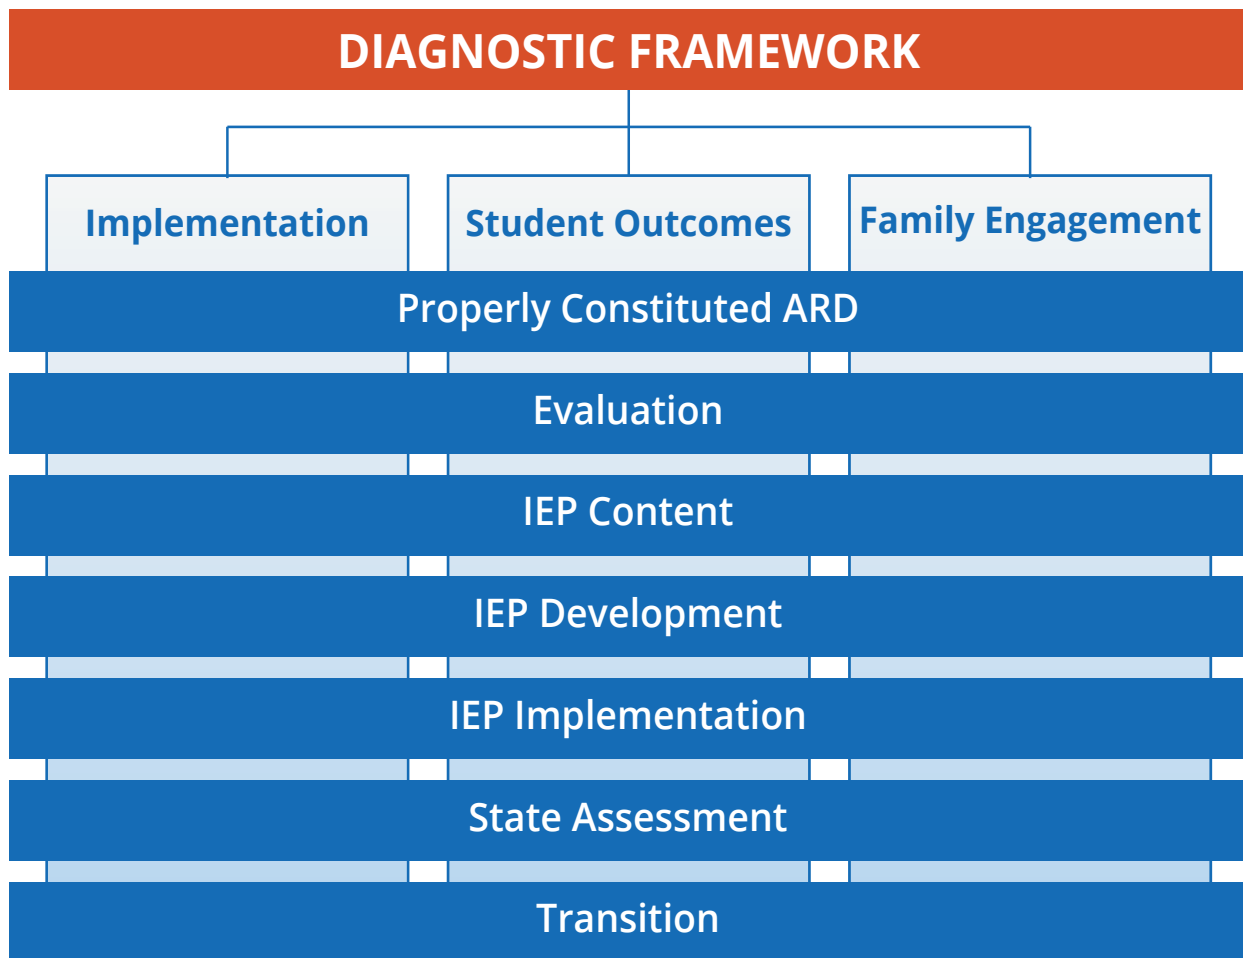 DIAGNOSTIC FRAMEWORK
Implementation
Student Outcomes
Family Engagement
Properly Constituted ARD
Evaluation
IEP Content
IEP Development
IEP Implementation
State Assessment
Transition